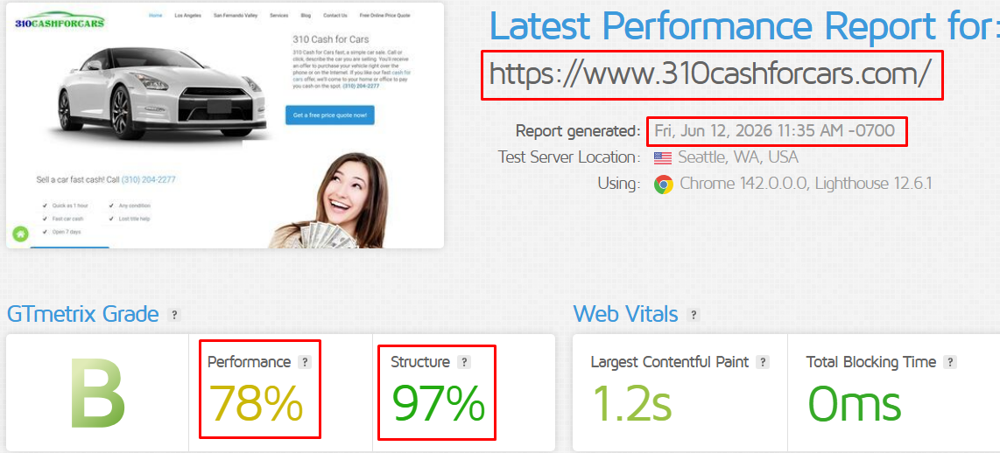 310CASHFORCARS
Home Los Angeles San Fernando Valley Services Blog Contact Us Free Online Price Quote
310 Cash for Cars
310 Cash for Cars fast, a simple car sale. Call or
click, describe the car you are selling. You'll receive
an offer to purchase your vehicle right over the
phone or on the internet. If you like our fast cash for
cars offer, we'll come to your home or office to pay
you cash on the spot. (310) 204-2277
Get a free price quote now!
Sell a car fast cash! Call (310) 204-2277
✔ Quick as 1 hour ✔ Any condition
✔ Fast car cash ✔ Lost title help
✔ Open 7 days
Latest Performance Report for:
https://www.310cashforcars.com/
Report generated: Fri, Jun 12, 2026 11:35 AM -0700
Test Server Location: Seattle, WA, USA
Using: Chrome 142.0.0.0, Lighthouse 12.6.1
GTmetrix Grade ?
B
Performance ?
78%
Structure ?
97%
Web Vitals ?
Largest Contentful Paint ?
1.2s
Total Blocking Time ?
0ms